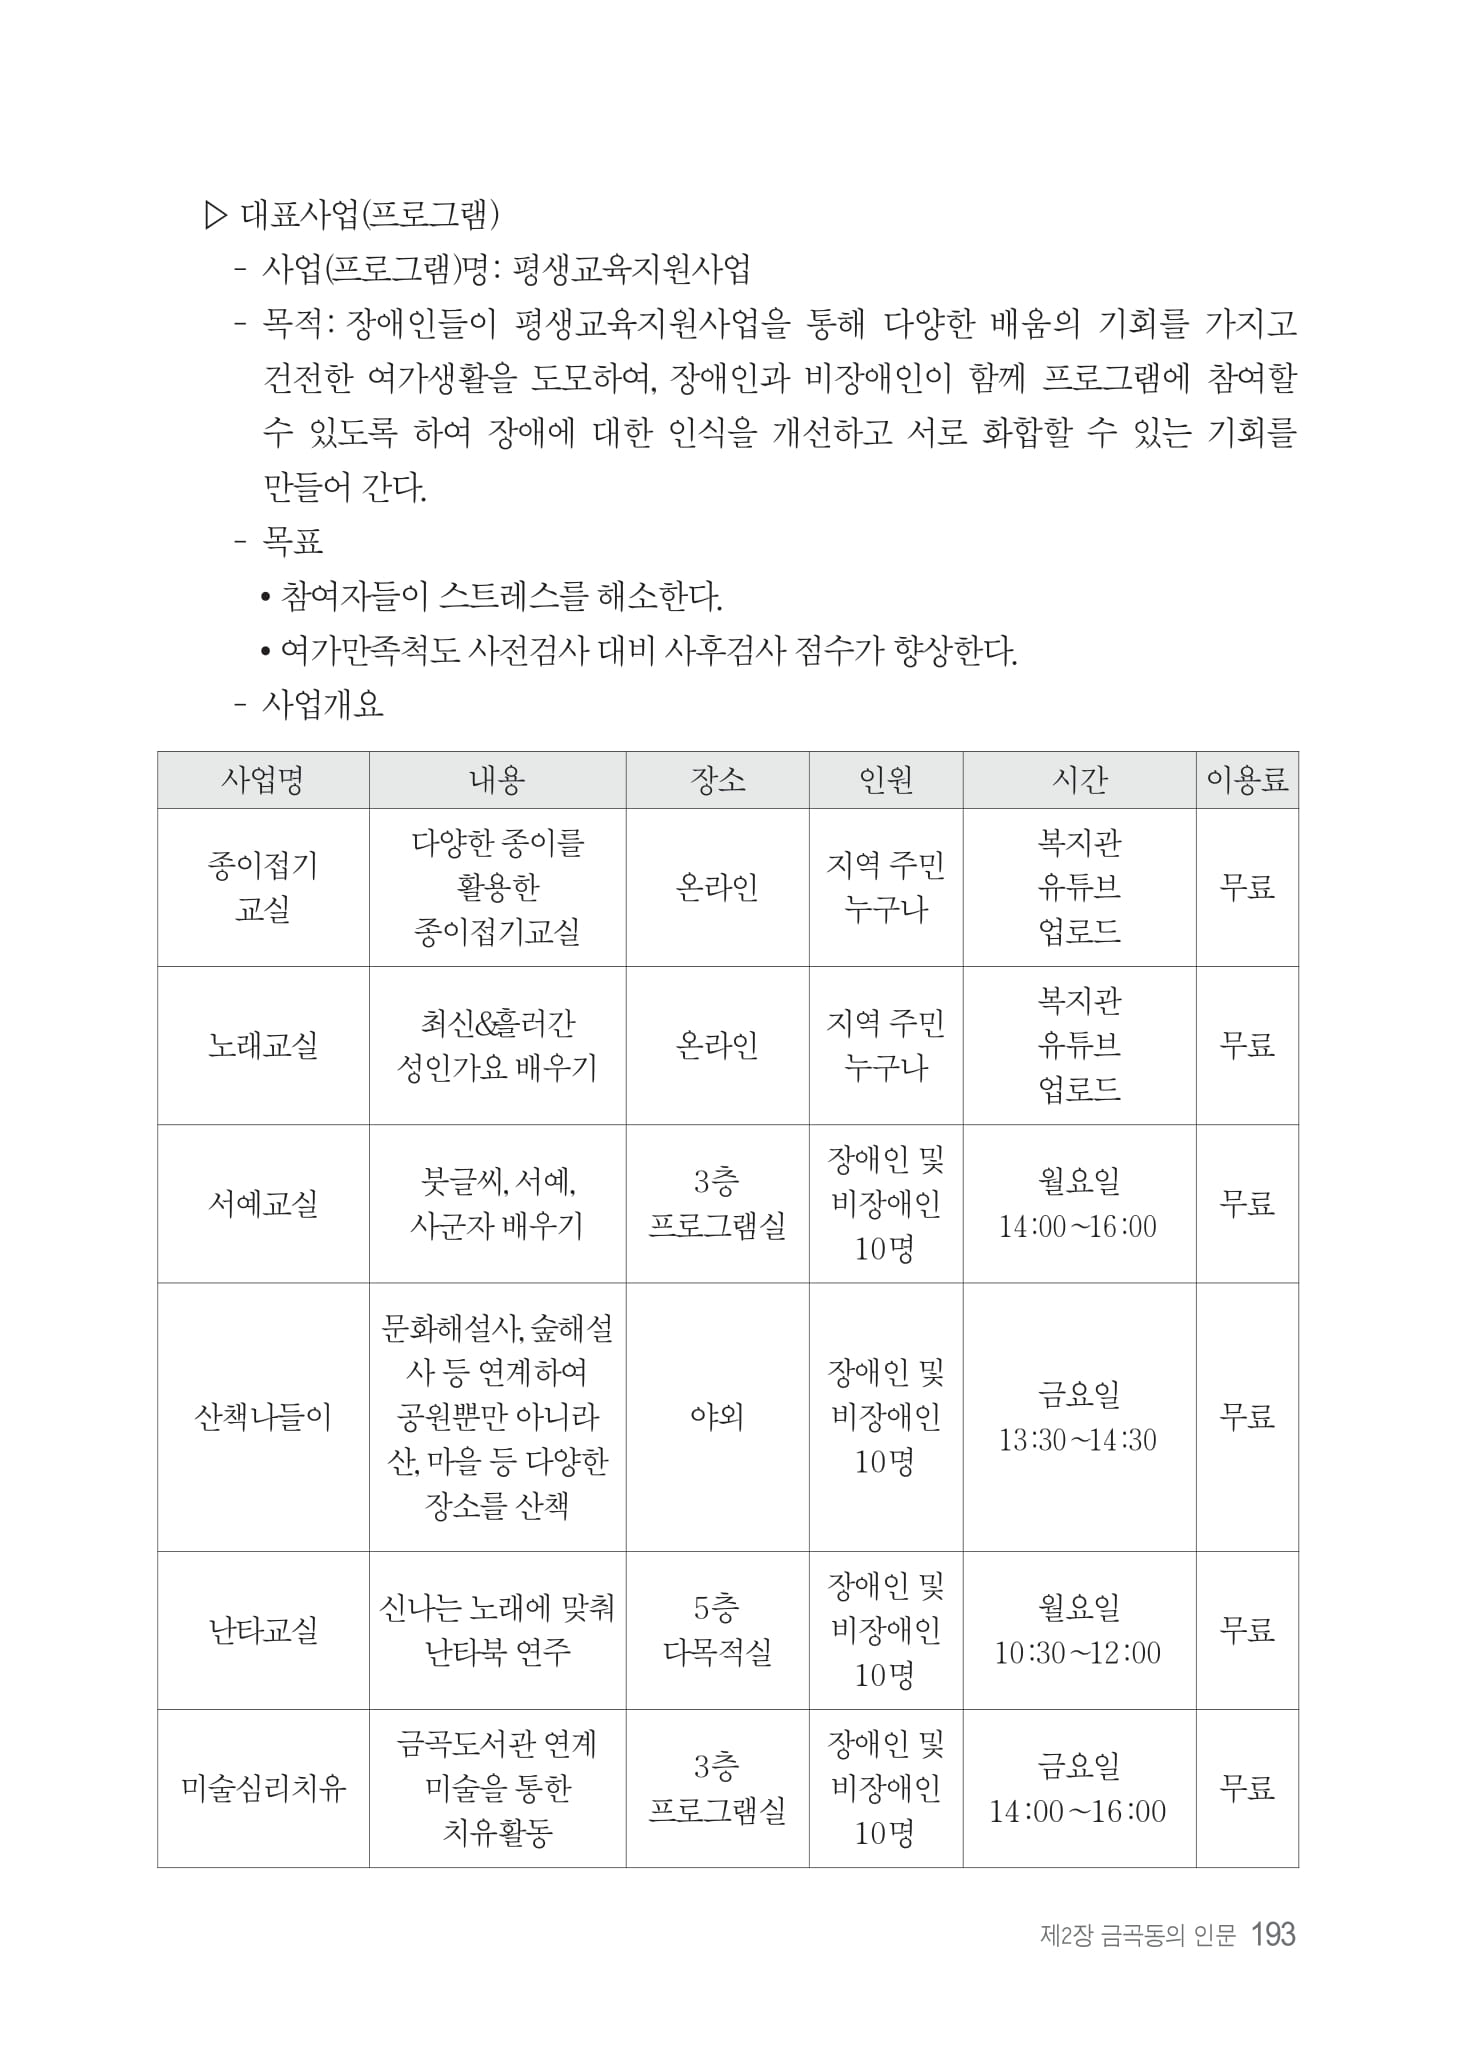 ▷ 대표사업(프로그램)
- 사업(프로그램)명: 평생교육지원사업
- 목적: 장애인들이 평생교육지원사업을 통해 다양한 배움의 기회를 가지고
건전한 여가생활을 도모하여, 장애인과 비장애인이 함께 프로그램에 참여할
수 있도록 하여 장애에 대한 인식을 개선하고 서로 화합할 수 있는 기회를
만들어 간다.
- 목표
• 참여자들이 스트레스를 해소한다.
• 여가만족척도 사전검사 대비 사후검사 점수가 향상한다.
- 사업개요
사업명 내용 장소 인원 시간 이용료
종이접기
교실
다양한 종이를
활용한
종이접기교실
온라인
지역 주민
누구나
복지관
유튜브
업로드
무료
노래교실
최신&흘러간
성인가요 배우기
온라인
지역 주민
누구나
복지관
유튜브
업로드
무료
서예교실
붓글씨, 서예,
사군자 배우기
3층
프로그램실
장애인 및
비장애인
10명
월요일
14:00~16:00
무료
산책나들이
문화해설사, 숲해설
사 등 연계하여
공원뿐만 아니라
산, 마을 등 다양한
장소를 산책
야외
장애인 및
비장애인
10명
금요일
13:30~14:30
무료
난타교실
신나는 노래에 맞춰
난타북 연주
5층
다목적실
장애인 및
비장애인
10명
월요일
10:30~12:00
무료
미술심리치유
금곡도서관 연계
미술을 통한
치유활동
3층
프로그램실
장애인 및
비장애인
10명
금요일
14:00~16:00
무료
제2장 금곡동의 인문 193